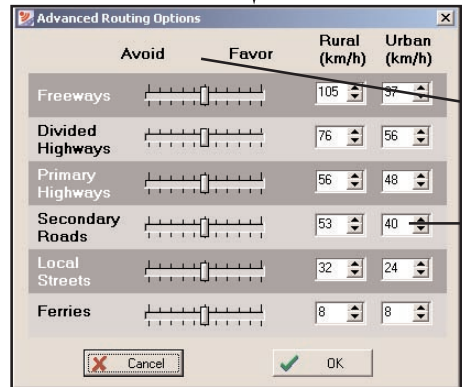 Advanced Routing Options
Avoid Favor Rural (km/h) Urban (km/h)
Freeways 105 97
Divided Highways 76 56
Primary Highways 56 48
Secondary Roads 53 40
Local Streets 32 24
Ferries 8 8
Cancel OK